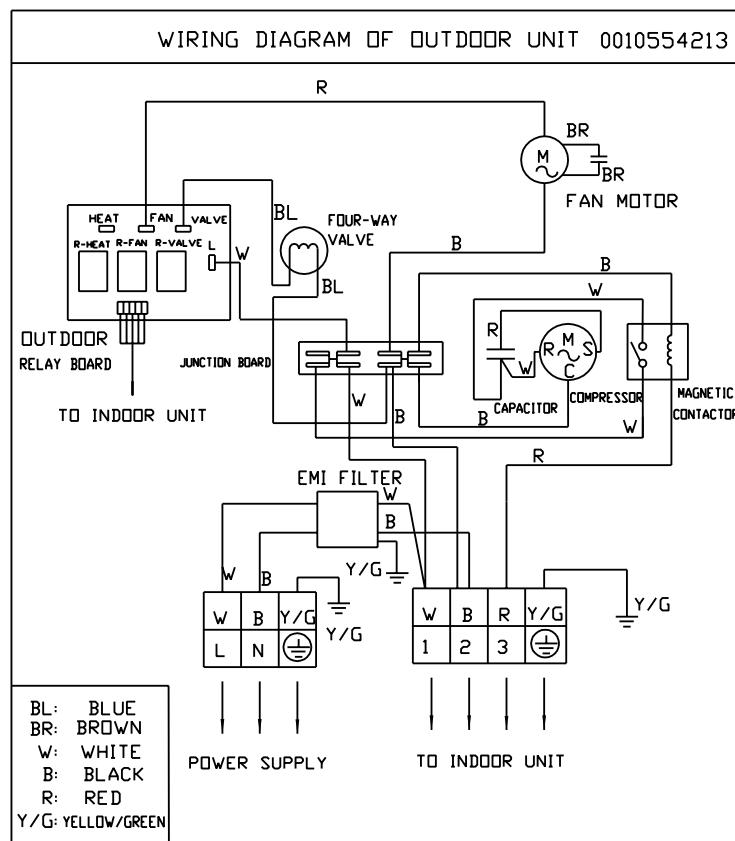 WIRING DIAGRAM OF OUTDOOR UNIT 0010554213
R
BR
M
BR
FAN MOTOR
HEAT
FAN
VALVE
R-HEAT
R-FAN
R-VALVE
L
W
BL
FOUR-WAY
VALVE
BL
B
B
W
OUTDOOR
RELAY BOARD
JUNCTION BOARD
TO INDOOR UNIT
R
W
M
R
S
C
CAPACITOR
COMPRESSOR
MAGNETIC
CONTACTOR
W
B
B
W
R
EMI FILTER
W
B
Y/G
W
B
Y/G
Y/G
W B Y/G
L N
W B R Y/G
1 2 3
POWER SUPPLY
TO INDOOR UNIT
BL: BLUE
BR: BROWN
W: WHITE
B: BLACK
R: RED
Y/G: YELLOW/GREEN